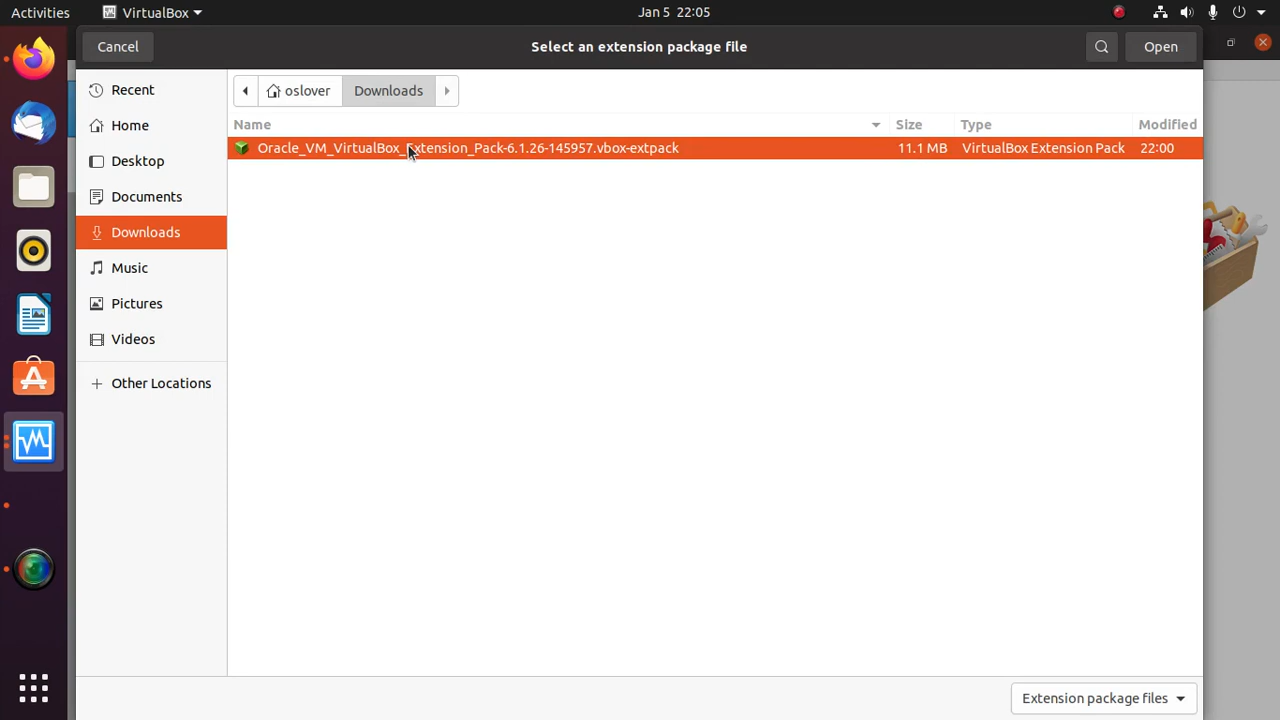 Activities VirtualBox Jan 5 22:05
Cancel Select an extension package file Open
Recent
Home
Desktop
Documents
Downloads
Music
Pictures
Videos
Other Locations
oslover Downloads
Name Size Type Modified
Oracle_VM_VirtualBox_Extension_Pack-6.1.26-145957.vbox-extpack 11.1 MB VirtualBox Extension Pack 22:00
Extension package files